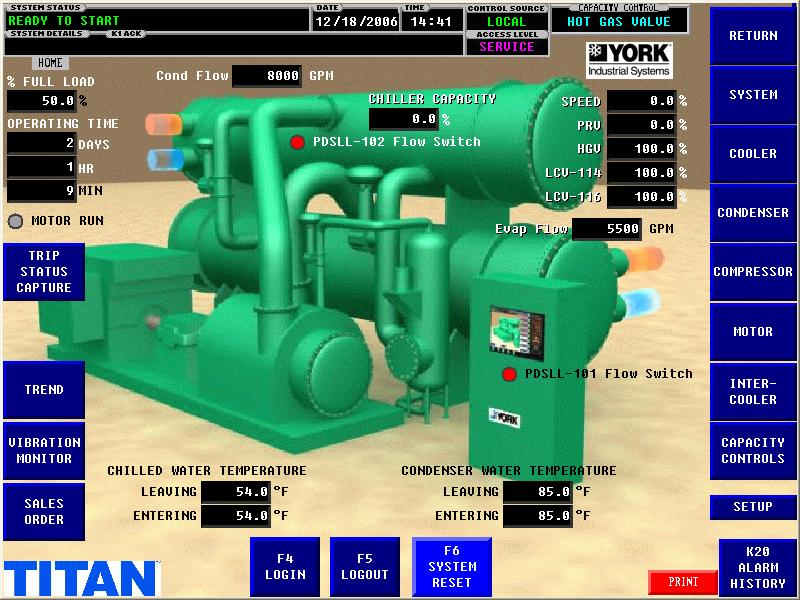 SYSTEM STATUS
READY TO START
DATE
12/18/2006
TIME
14:41
CONTROL SOURCE
LOCAL
CAPACITY CONTROL
HOT GAS VALVE
SYSTEM DETAILS
K1 ACK
ACCESS LEVEL
SERVICE
HOME
YORK
Industrial Systems
% FULL LOAD
50.0 %
OPERATING TIME
2 DAYS
1 HR
9 MIN
MOTOR RUN
Cond Flow 8000 GPM
CHILLER CAPACITY
0.0 %
PDSLL-102 Flow Switch
SPEED 0.0 %
PRV 0.0 %
HGV 100.0 %
LCV-114 100.0 %
LCV-116 100.0 %
Evap Flow 5500 GPM
PDSLL-101 Flow Switch
YORK
TRIP
STATUS
CAPTURE
TREND
VIBRATION
MONITOR
SALES
ORDER
CHILLED WATER TEMPERATURE
LEAVING 54.0 °F
ENTERING 54.0 °F
CONDENSER WATER TEMPERATURE
LEAVING 85.0 °F
ENTERING 85.0 °F
RETURN
SYSTEM
COOLER
CONDENSER
COMPRESSOR
MOTOR
INTER-
COOLER
CAPACITY
CONTROLS
SETUP
K20
ALARM
HISTORY
TITAN
F4
LOGIN
F5
LOGOUT
F6
SYSTEM
RESET
PRINT